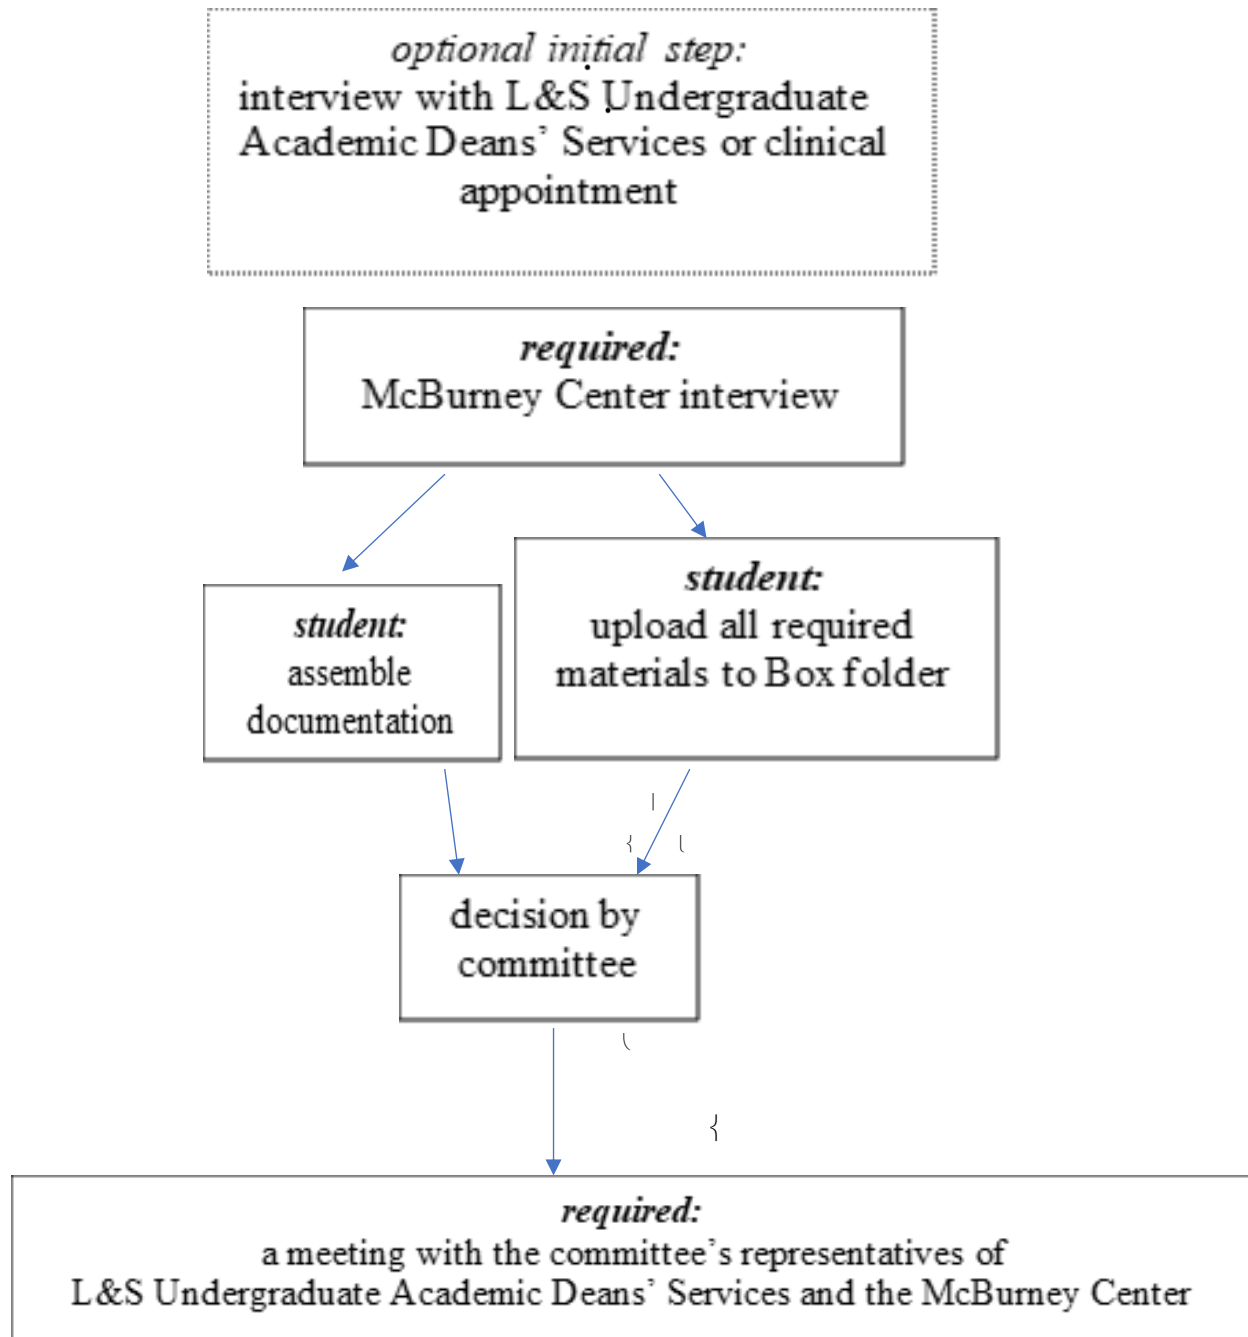 optional initial step:
interview with L&S Undergraduate
Academic Deans’ Services or clinical
appointment
required:
McBurney Center interview
student:
assemble
documentation
student:
upload all required
materials to Box folder
decision by
committee
required:
a meeting with the committee’s representatives of
L&S Undergraduate Academic Deans’ Services and the McBurney Center